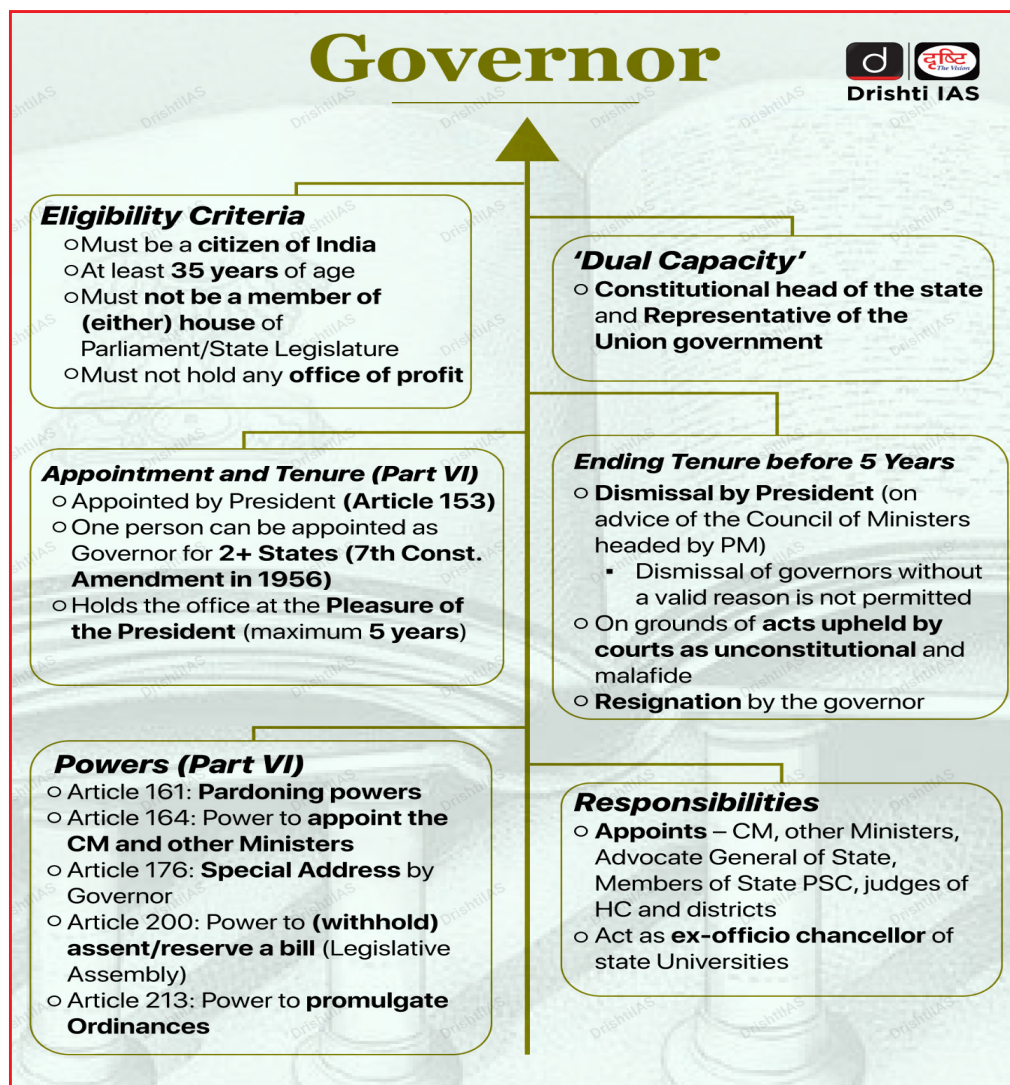 Governor
d
दृष्टि
The Vision
Drishti IAS
Eligibility Criteria
Must be a citizen of India
At least 35 years of age
Must not be a member of
(either) house of
Parliament/State Legislature
Must not hold any office of profit
'Dual Capacity'
Constitutional head of the state
and Representative of the
Union government
Appointment and Tenure (Part VI)
Appointed by President (Article 153)
One person can be appointed as
Governor for 2+ States (7th Const.
Amendment in 1956)
Holds the office at the Pleasure of
the President (maximum 5 years)
Ending Tenure before 5 Years
Dismissal by President (on
advice of the Council of Ministers
headed by PM)
Dismissal of governors without
a valid reason is not permitted
On grounds of acts upheld by
courts as unconstitutional and
malafide
Resignation by the governor
Powers (Part VI)
Article 161: Pardoning powers
Article 164: Power to appoint the
CM and other Ministers
Article 176: Special Address by
Governor
Article 200: Power to (withhold)
assent/reserve a bill (Legislative
Assembly)
Article 213: Power to promulgate
Ordinances
Responsibilities
Appoints – CM, other Ministers,
Advocate General of State,
Members of State PSC, judges of
HC and districts
Act as ex-officio chancellor of
state Universities